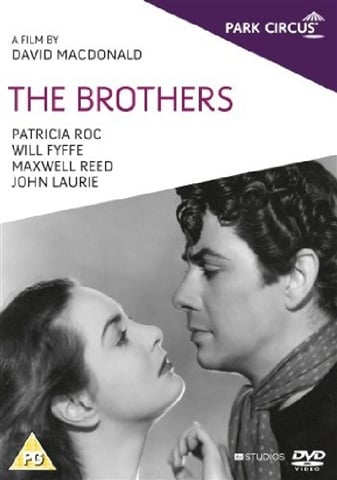 PARK CIRCUS
A FILM BY
DAVID MACDONALD
THE BROTHERS
PATRICIA ROC
WILL FYFFE
MAXWELL REED
JOHN LAURIE
PG
itv STUDIOS
DVD
VIDEO